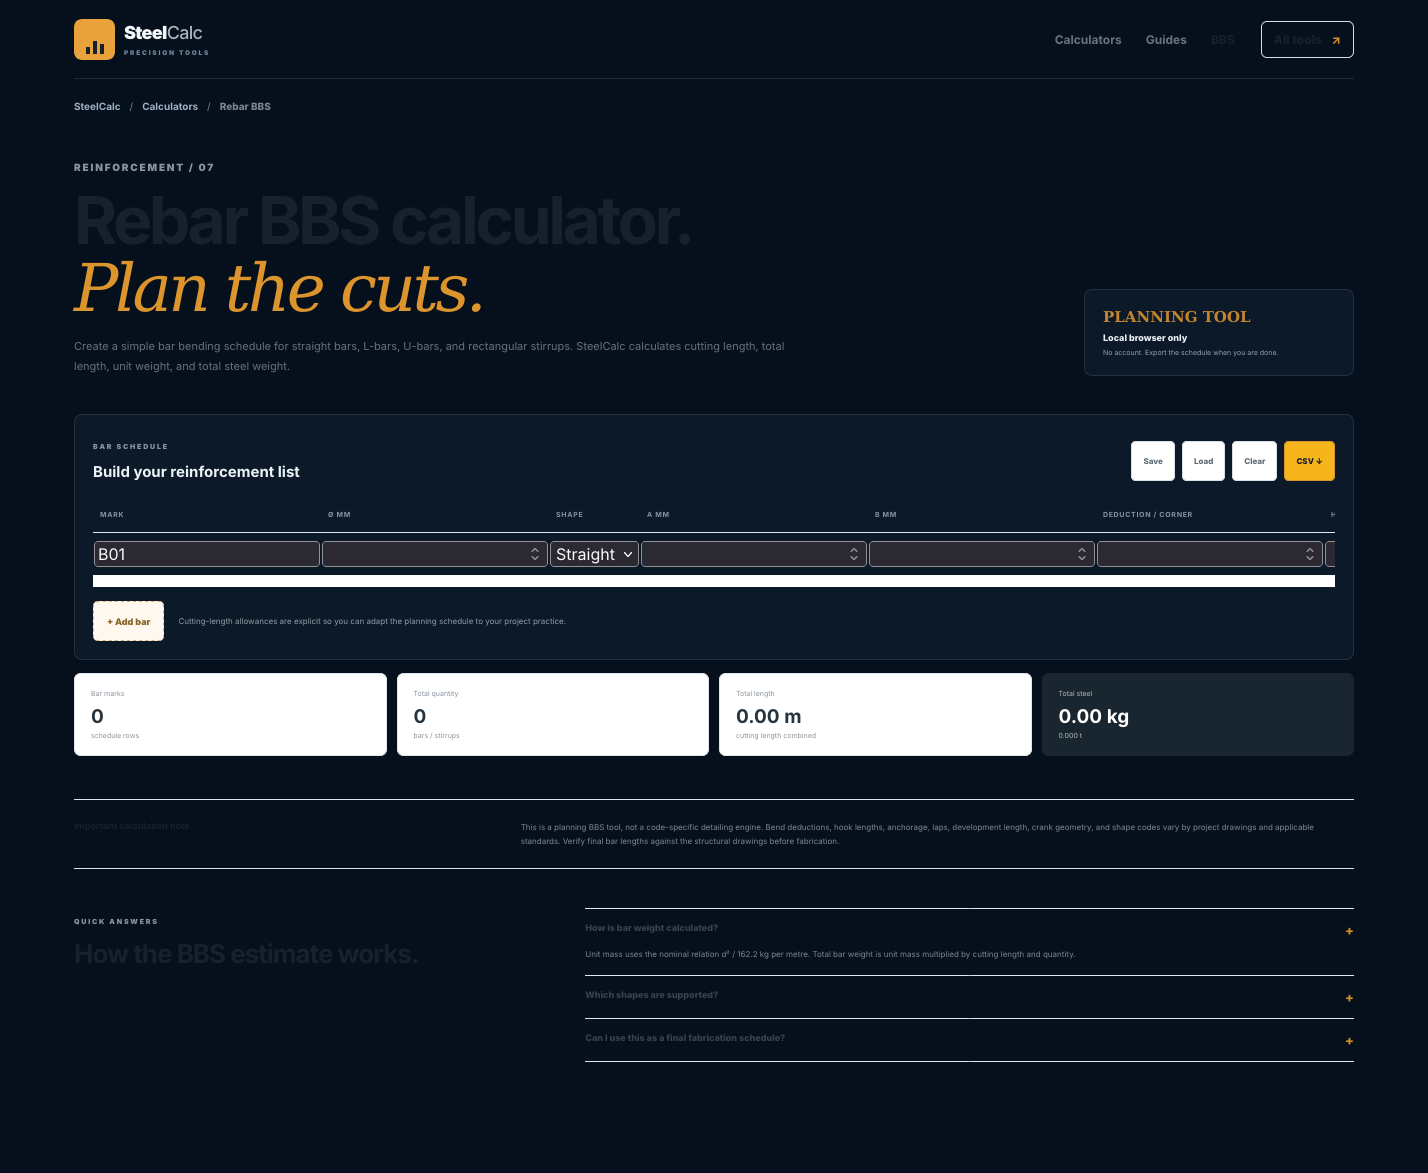 SteelCalc
PRECISION TOOLS
Calculators
Guides
BBS
All tools ↗
SteelCalc / Calculators / Rebar BBS
REINFORCEMENT / 07
Rebar BBS calculator.
Plan the cuts.
Create a simple bar bending schedule for straight bars, L-bars, U-bars, and rectangular stirrups. SteelCalc calculates cutting length, total
length, unit weight, and total steel weight.
PLANNING TOOL
Local browser only
No account. Export the schedule when you are done.
BAR SCHEDULE
Build your reinforcement list
Save
Load
Clear
CSV ↓
MARK
Ø MM
SHAPE
A MM
B MM
DEDUCTION / CORNER
B01
Straight
+ Add bar
Cutting-length allowances are explicit so you can adapt the planning schedule to your project practice.
Bar marks
0
schedule rows
Total quantity
0
bars / stirrups
Total length
0.00 m
cutting length combined
Total steel
0.00 kg
0.000 t
Important calculation note
This is a planning BBS tool, not a code-specific detailing engine. Bend deductions, hook lengths, anchorage, laps, development length, crank geometry, and shape codes vary by project drawings and applicable
standards. Verify final bar lengths against the structural drawings before fabrication.
QUICK ANSWERS
How the BBS estimate works.
How is bar weight calculated? +
Unit mass uses the nominal relation d² / 162.2 kg per metre. Total bar weight is unit mass multiplied by cutting length and quantity.
Which shapes are supported? +
Can I use this as a final fabrication schedule? +